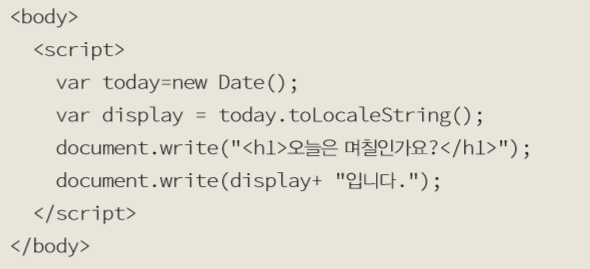 <body>
<script>
var today=new Date();
var display = today.toLocaleString();
document.write("<h1>오늘은 며칠인가요?</h1>");
document.write(display+ "입니다.");
</script>
</body>